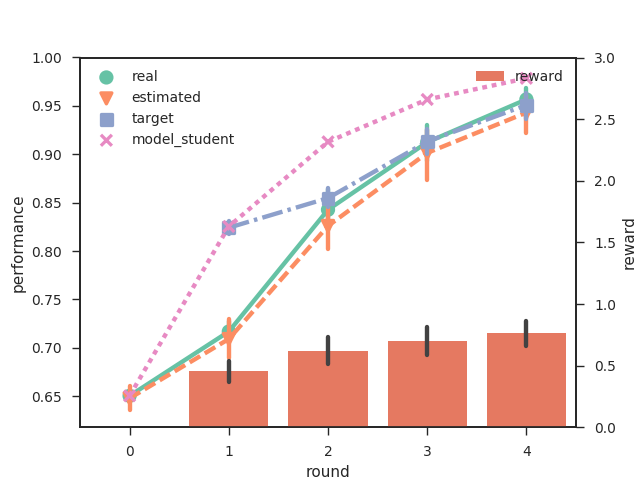 1.00
0.95
0.90
0.85
0.80
0.75
0.70
0.65
performance
real
estimated
target
model_student
reward
3.0
2.5
2.0
1.5
1.0
0.5
0.0
reward
0 1 2 3 4
round